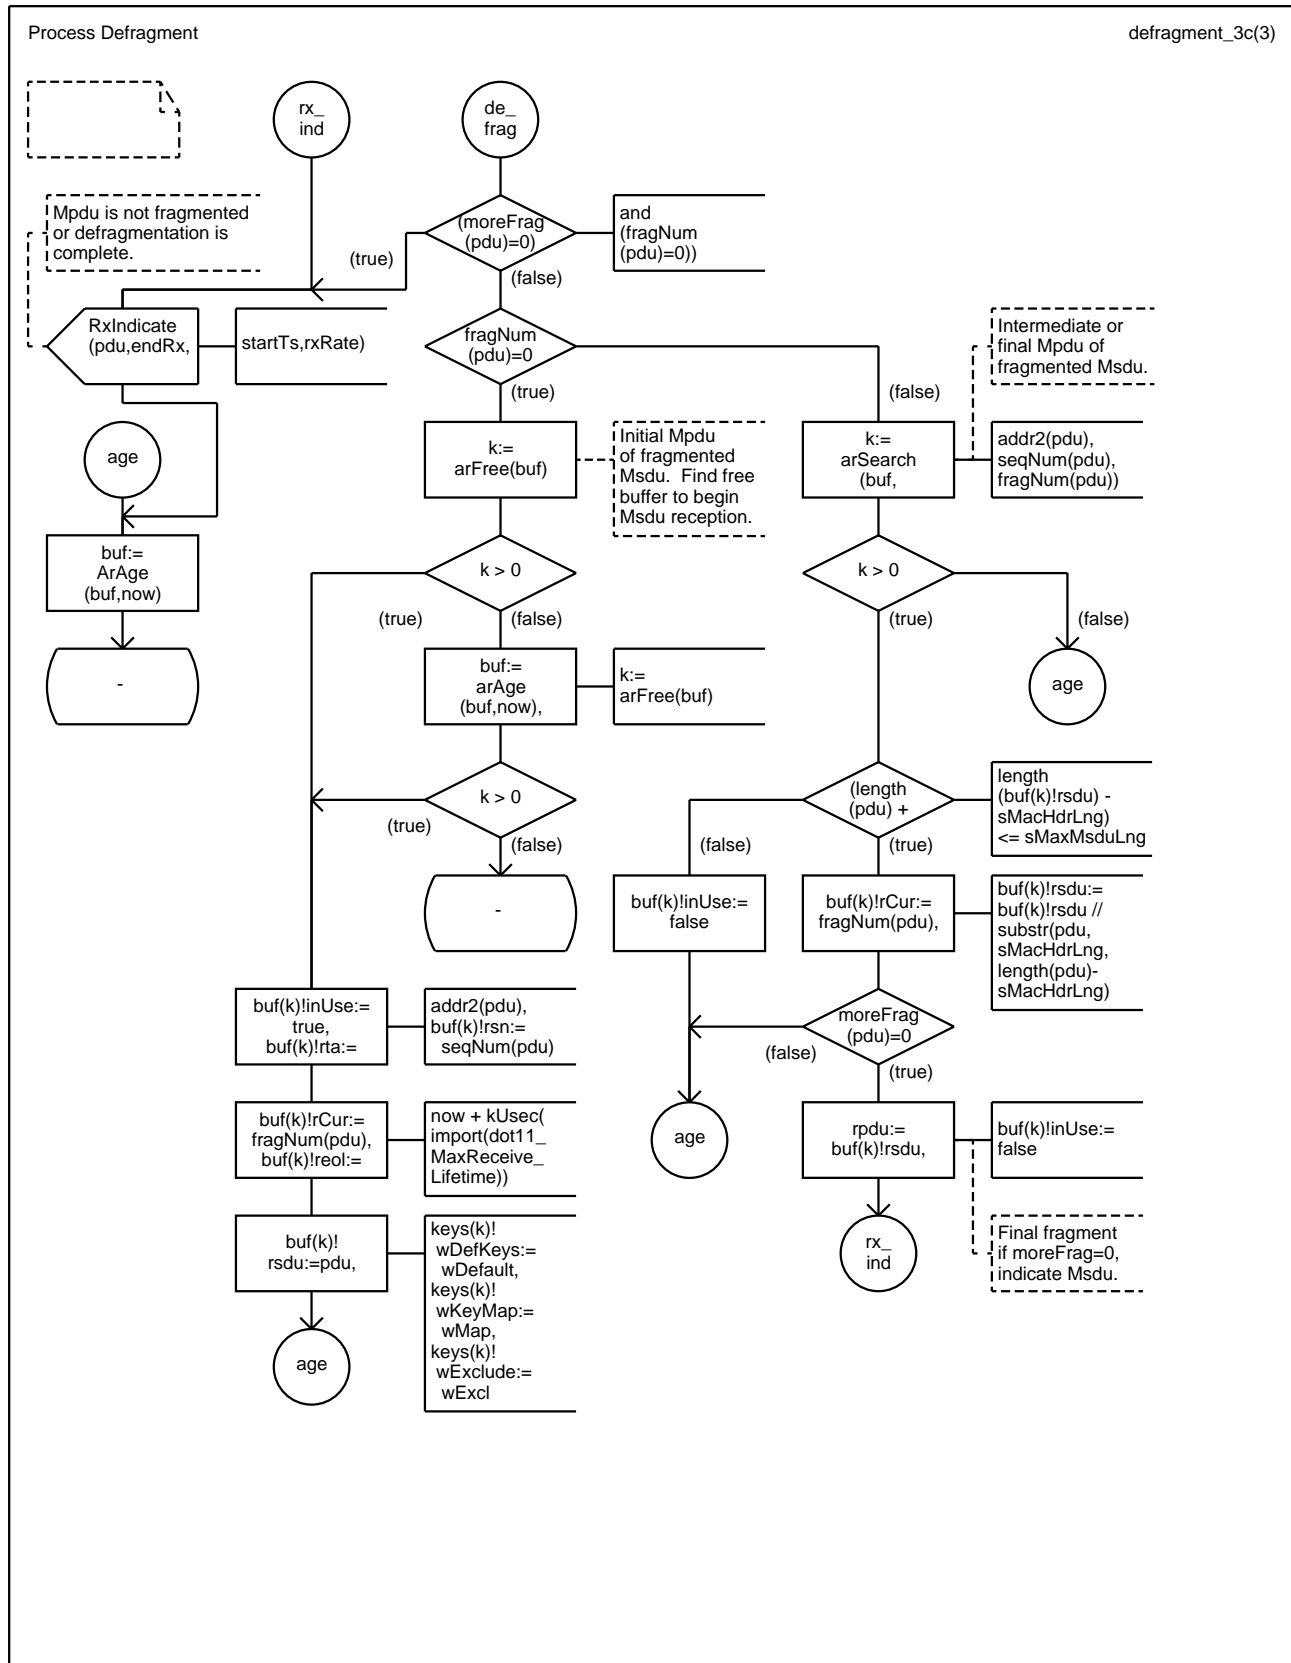 Process Defragment
defragment_3c(3)
rx_
ind
de_
frag
Mpdu is not fragmented
or defragmentation is
complete.
(moreFrag
(pdu)=0)
and
(fragNum
(pdu)=0))
(true)
(false)
RxIndicate
(pdu,endRx,
startTs,rxRate)
fragNum
(pdu)=0
Intermediate or
final Mpdu of
fragmented Msdu.
(true)
(false)
age
k:=
arFree(buf)
Initial Mpdu
of fragmented
Msdu.  Find free
buffer to begin
Msdu reception.
k:=
arSearch
(buf,
addr2(pdu),
seqNum(pdu),
fragNum(pdu))
buf:=
ArAge
(buf,now)
k > 0
k > 0
(true)
(false)
(true)
(false)
-
buf:=
arAge
(buf,now),
k:=
arFree(buf)
age
k > 0
(true)
(false)
(length
(pdu) +
length
(buf(k)!rsdu) -
sMacHdrLng)
<= sMaxMsduLng
(false)
(true)
-
buf(k)!inUse:=
false
buf(k)!rCur:=
fragNum(pdu),
buf(k)!rsdu:=
buf(k)!rsdu //
substr(pdu,
sMacHdrLng,
length(pdu)-
sMacHdrLng)
buf(k)!inUse:=
true,
buf(k)!rta:=
addr2(pdu),
buf(k)!rsn:=
seqNum(pdu)
moreFrag
(pdu)=0
(false)
(true)
buf(k)!rCur:=
fragNum(pdu),
buf(k)!reol:=
now + kUsec(
import(dot11_
MaxReceive_
Lifetime))
age
rpdu:=
buf(k)!rsdu,
buf(k)!inUse:=
false
buf(k)!
rsdu:=pdu,
keys(k)!
wDefKeys:=
wDefault,
keys(k)!
wKeyMap:=
wMap,
keys(k)!
wExclude:=
wExcl
rx_
ind
Final fragment
if moreFrag=0,
indicate Msdu.
age